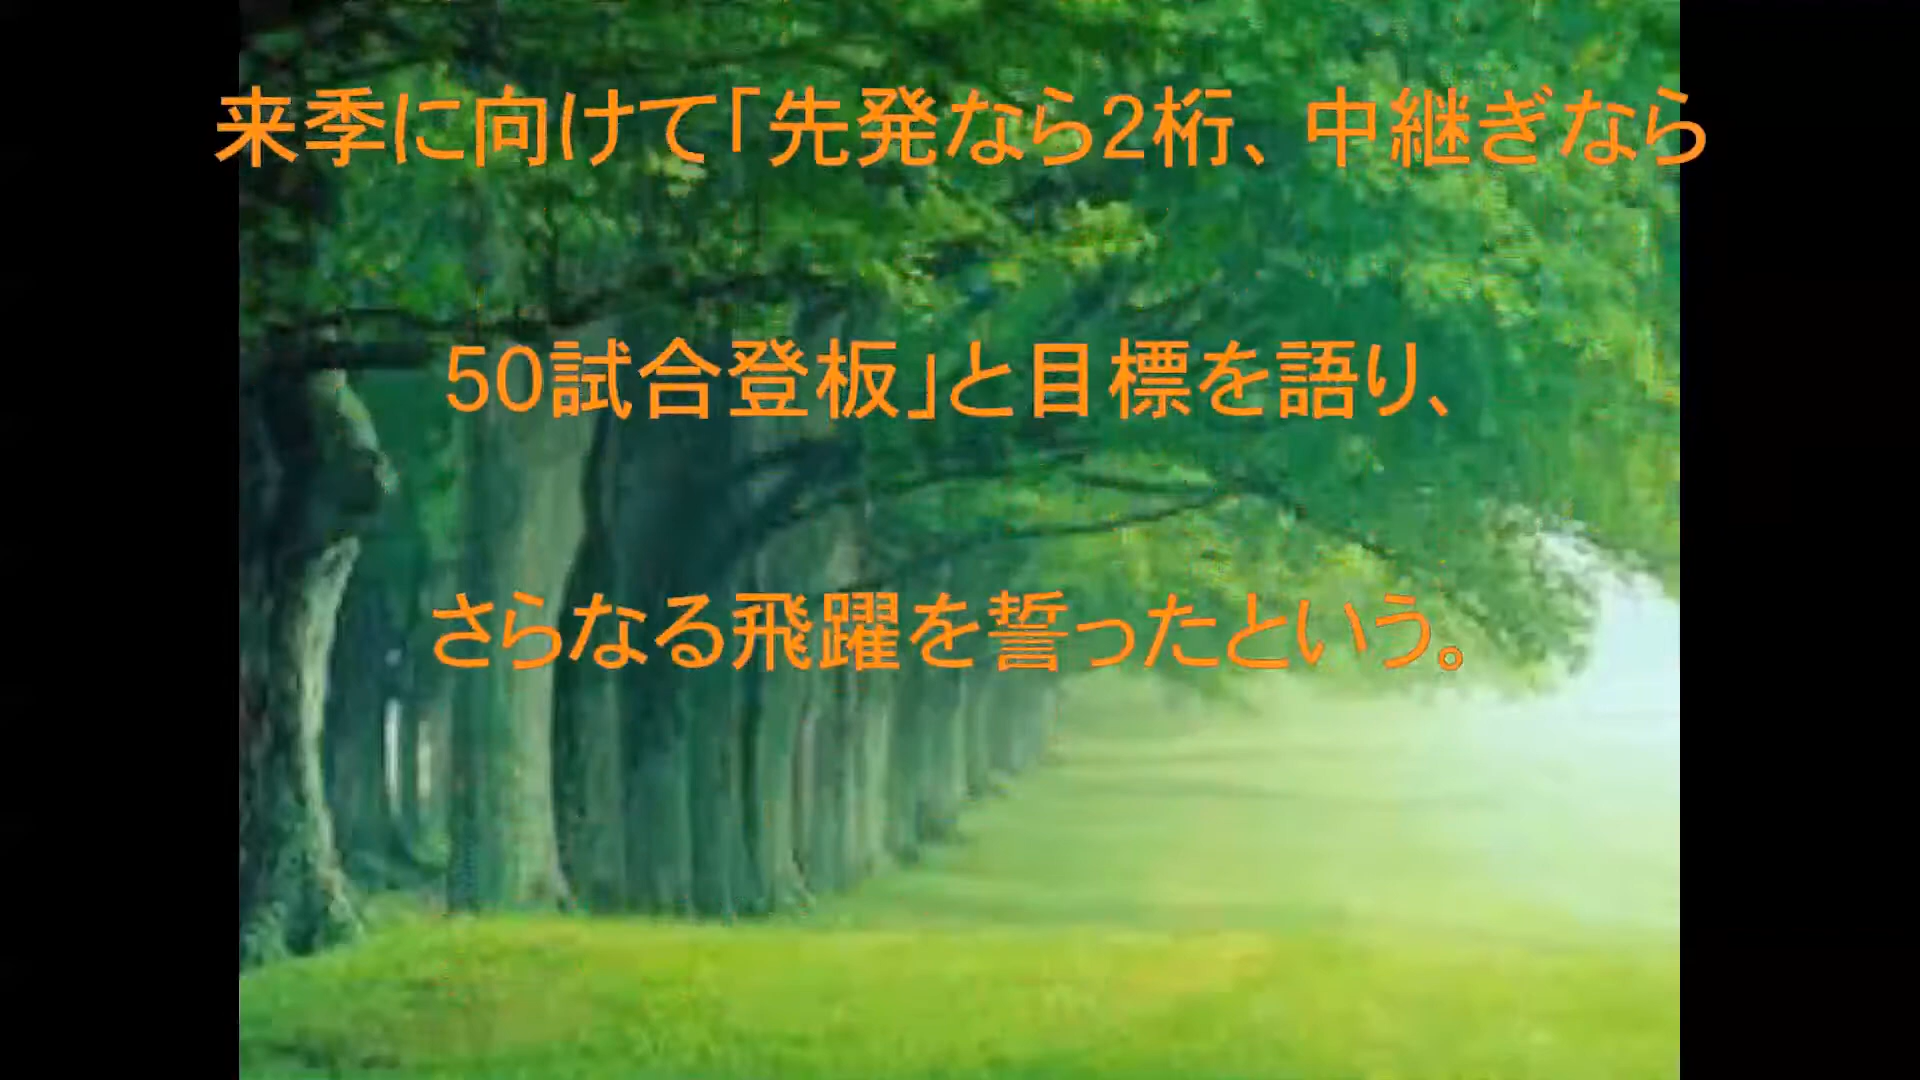 来季に向けて「先発なら2桁、中継ぎなら
50試合登板」と目標を語り、
さらなる飛躍を誓ったという。